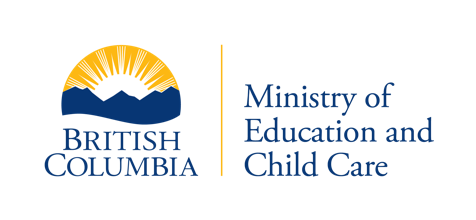 BRITISH
COLUMBIA
Ministry of
Education and
Child Care